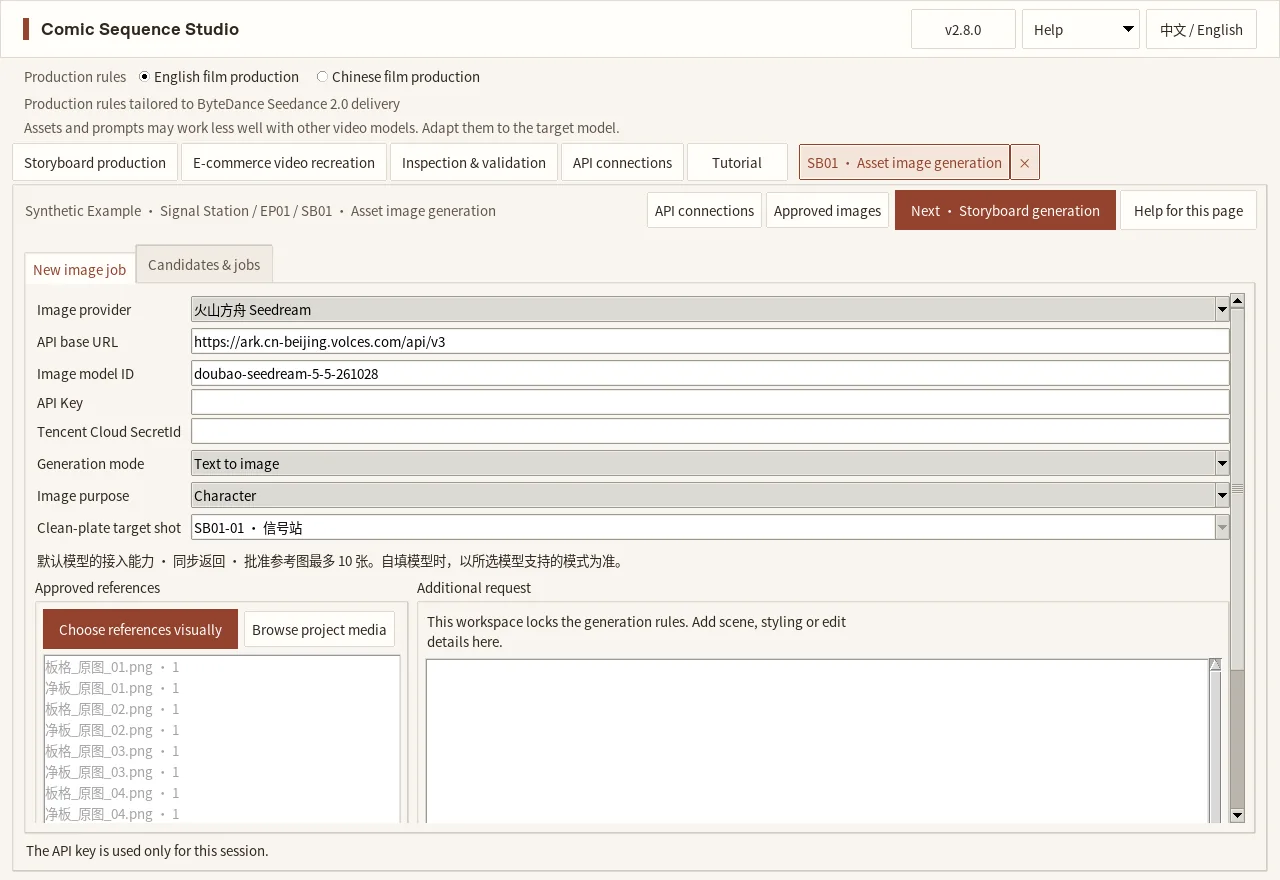 Comic Sequence Studio
v2.8.0
Help
中文 / English
Production rules
English film production
Chinese film production
Production rules tailored to ByteDance Seedance 2.0 delivery
Assets and prompts may work less well with other video models. Adapt them to the target model.
Storyboard production
E-commerce video recreation
Inspection & validation
API connections
Tutorial
SB01 · Asset image generation
×
Synthetic Example · Signal Station / EP01 / SB01 · Asset image generation
API connections
Approved images
Next · Storyboard generation
Help for this page
New image job
Candidates & jobs
Image provider
火山方舟 Seedream
API base URL
https://ark.cn-beijing.volces.com/api/v3
Image model ID
doubao-seedream-5-5-261028
API Key
Tencent Cloud SecretId
Generation mode
Text to image
Image purpose
Character
Clean-plate target shot
SB01-01 · 信号站
默认模型的接入能力 · 同步返回 · 批准参考图最多 10 张。自填模型时，以所选模型支持的模式为准。
Approved references
Additional request
Choose references visually
Browse project media
This workspace locks the generation rules. Add scene, styling or edit
details here.
板格_原图_01.png · 1
净板_原图_01.png · 1
板格_原图_02.png · 1
净板_原图_02.png · 1
板格_原图_03.png · 1
净板_原图_03.png · 1
板格_原图_04.png · 1
净板_原图_04.png · 1
The API key is used only for this session.